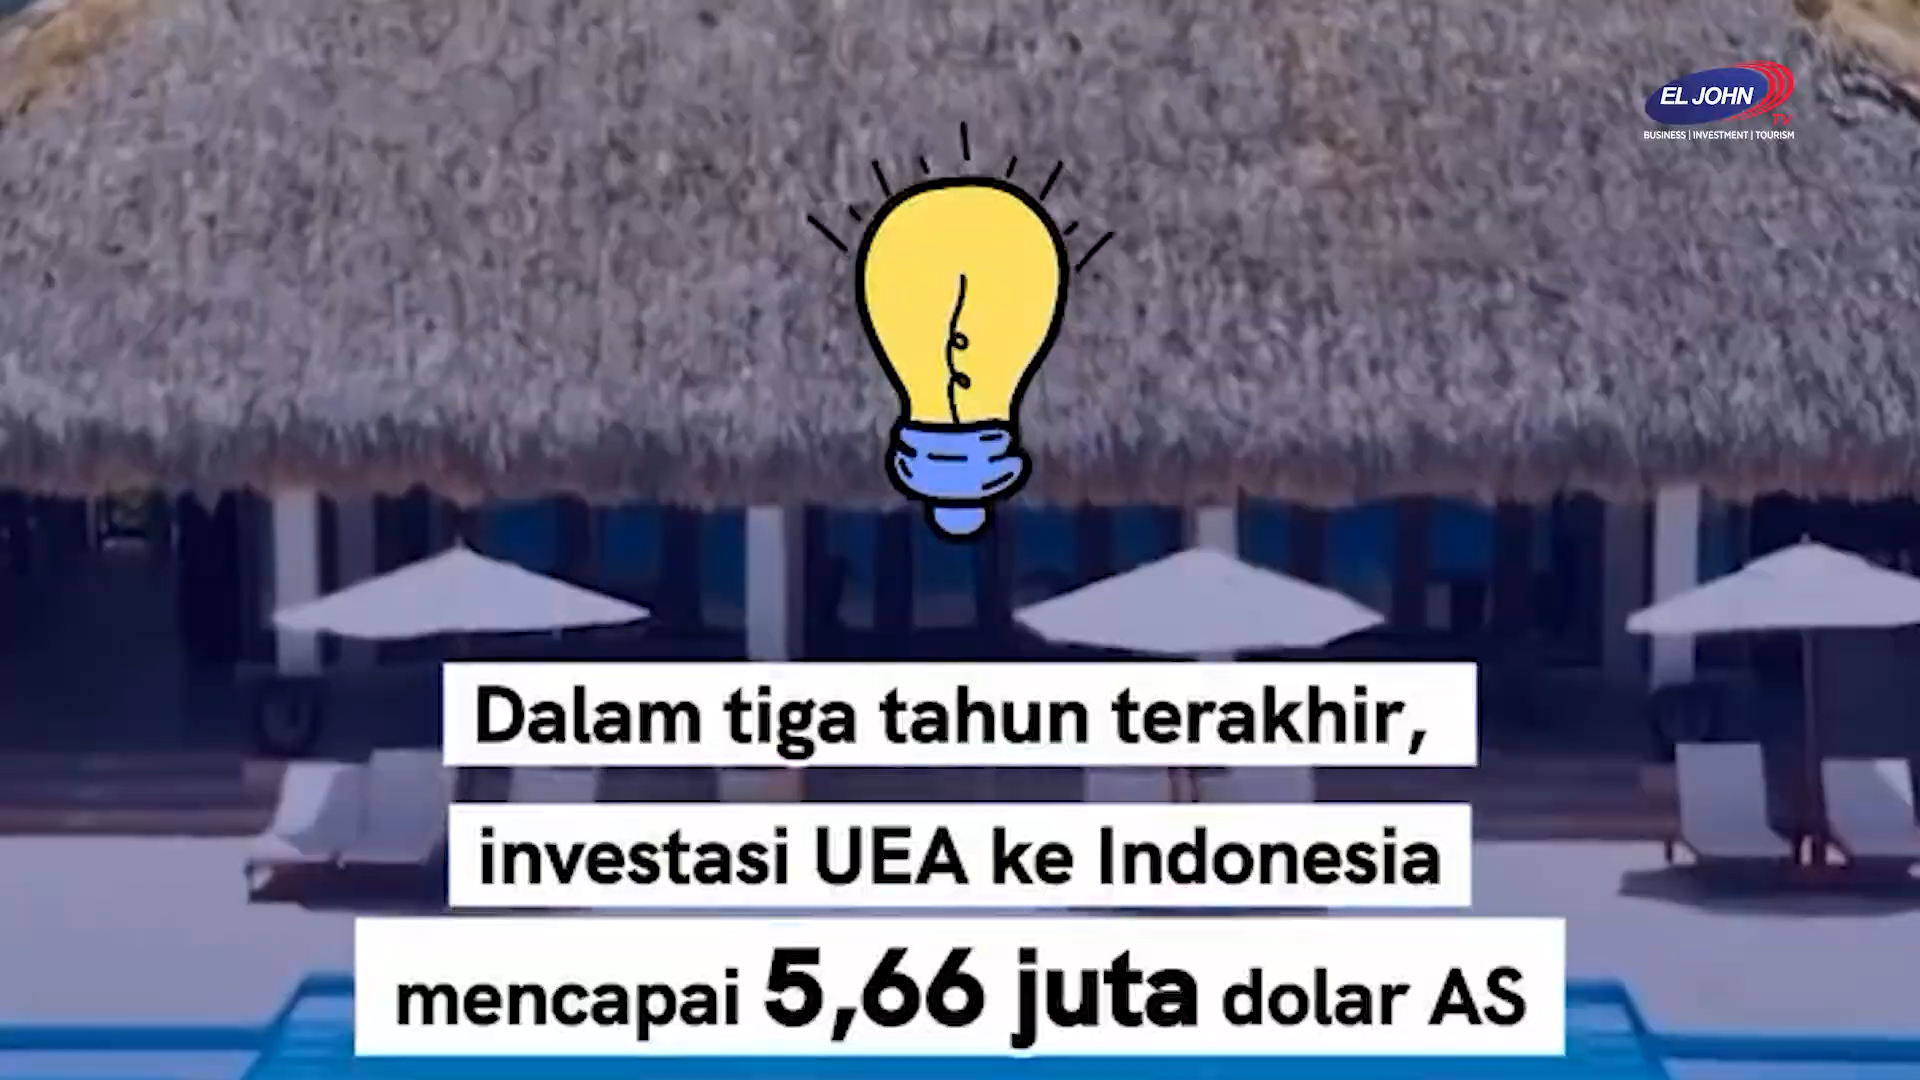 EL JOHN
TV
BUSINESS | INVESTMENT | TOURISM
Dalam tiga tahun terakhir,
investasi UEA ke Indonesia
mencapai 5,66 juta dolar AS